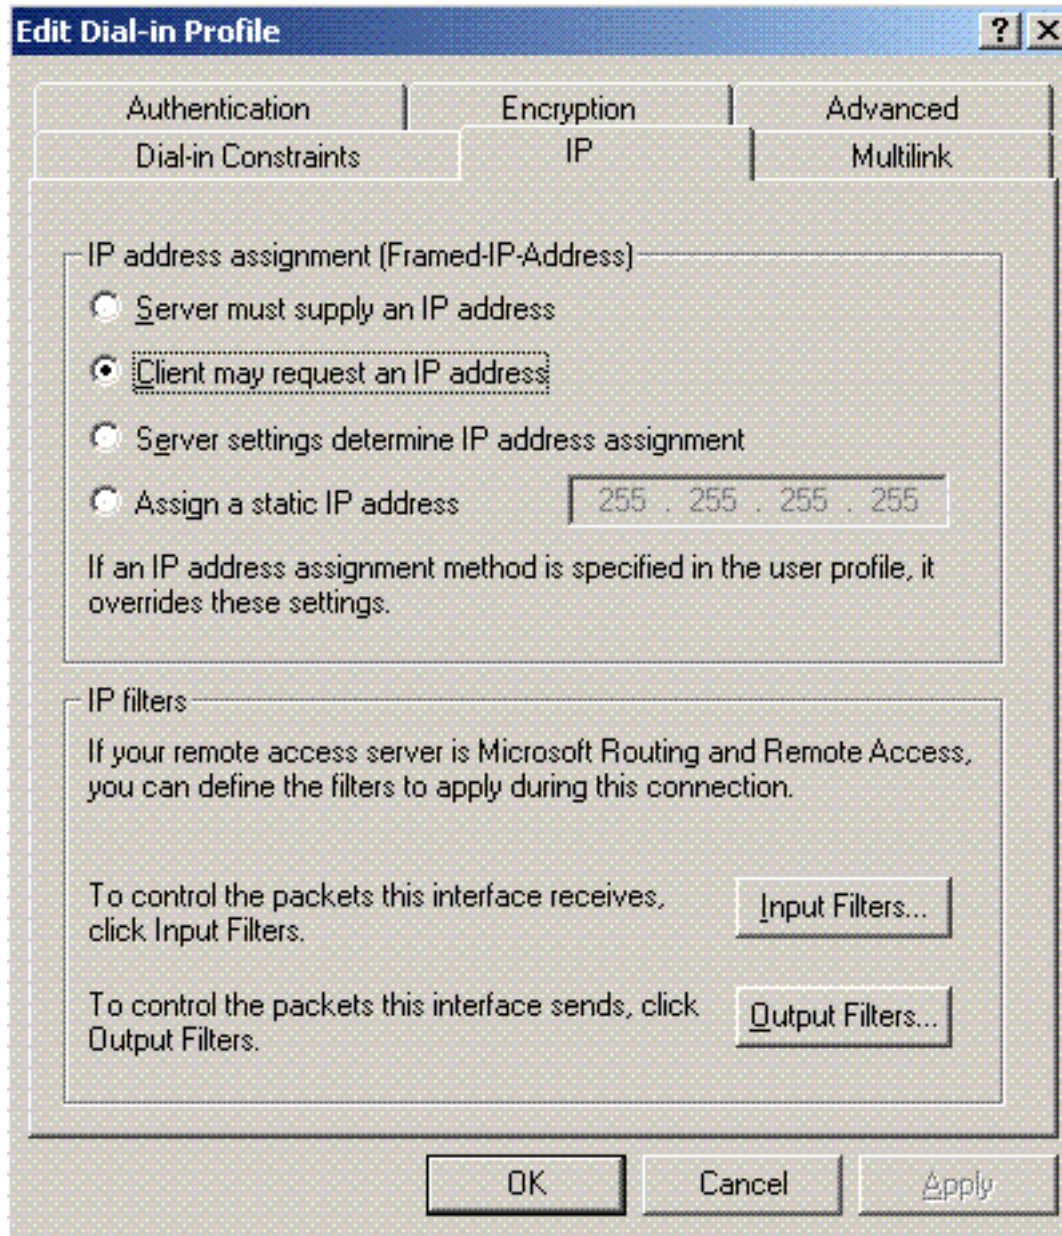 Edit Dial-in Profile
Authentication Encryption Advanced
Dial-in Constraints IP Multilink
IP address assignment (Framed-IP-Address)
Server must supply an IP address
Client may request an IP address
Server settings determine IP address assignment
Assign a static IP address 255 . 255 . 255 . 255
If an IP address assignment method is specified in the user profile, it
overrides these settings.
IP filters
If your remote access server is Microsoft Routing and Remote Access,
you can define the filters to apply during this connection.
To control the packets this interface receives,
click Input Filters.
Input Filters...
To control the packets this interface sends, click
Output Filters.
Output Filters...
OK Cancel Apply